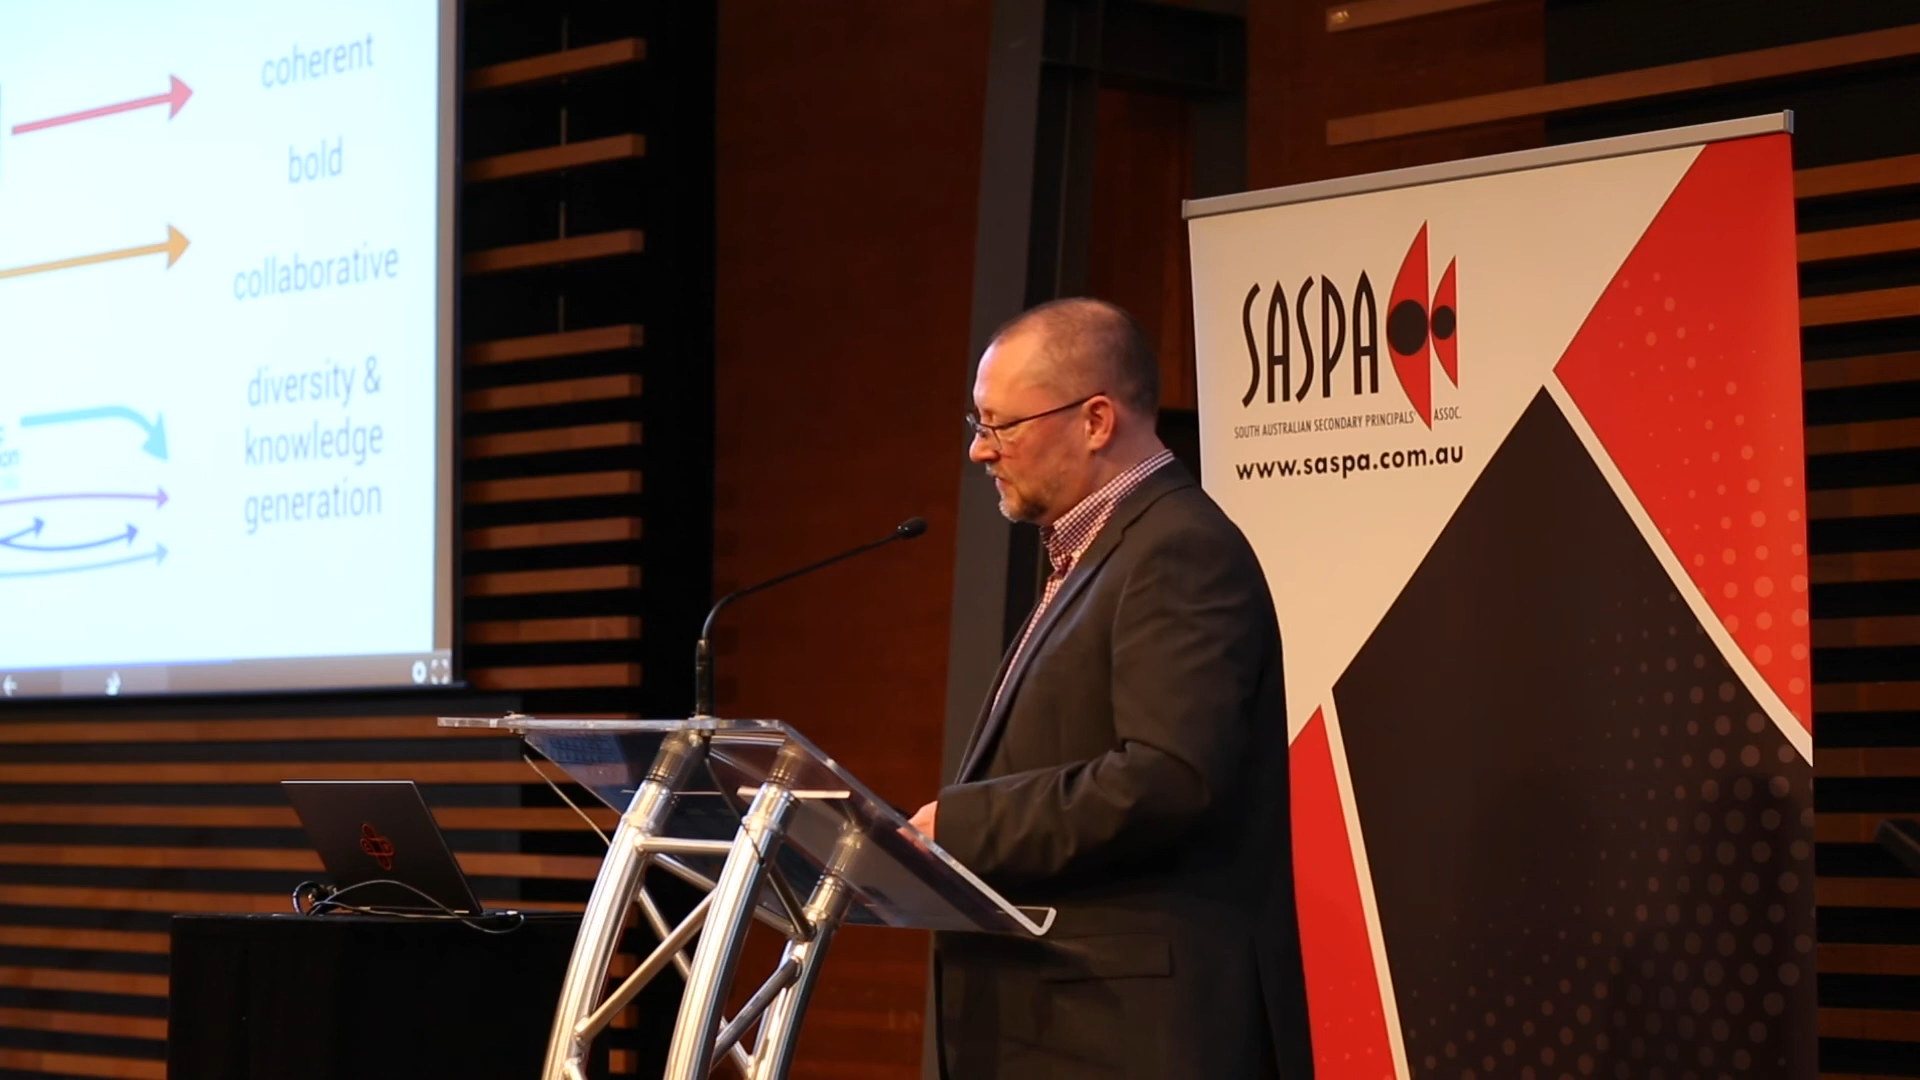 coherent
bold
collaborative
diversity &
knowledge
generation
SASPA
SOUTH AUSTRALIAN SECONDARY PRINCIPALS' ASSOC.
www.saspa.com.au